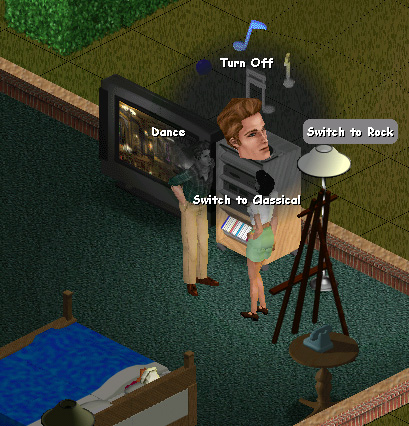 Turn Off
Dance
Switch to Rock
Switch to Classical